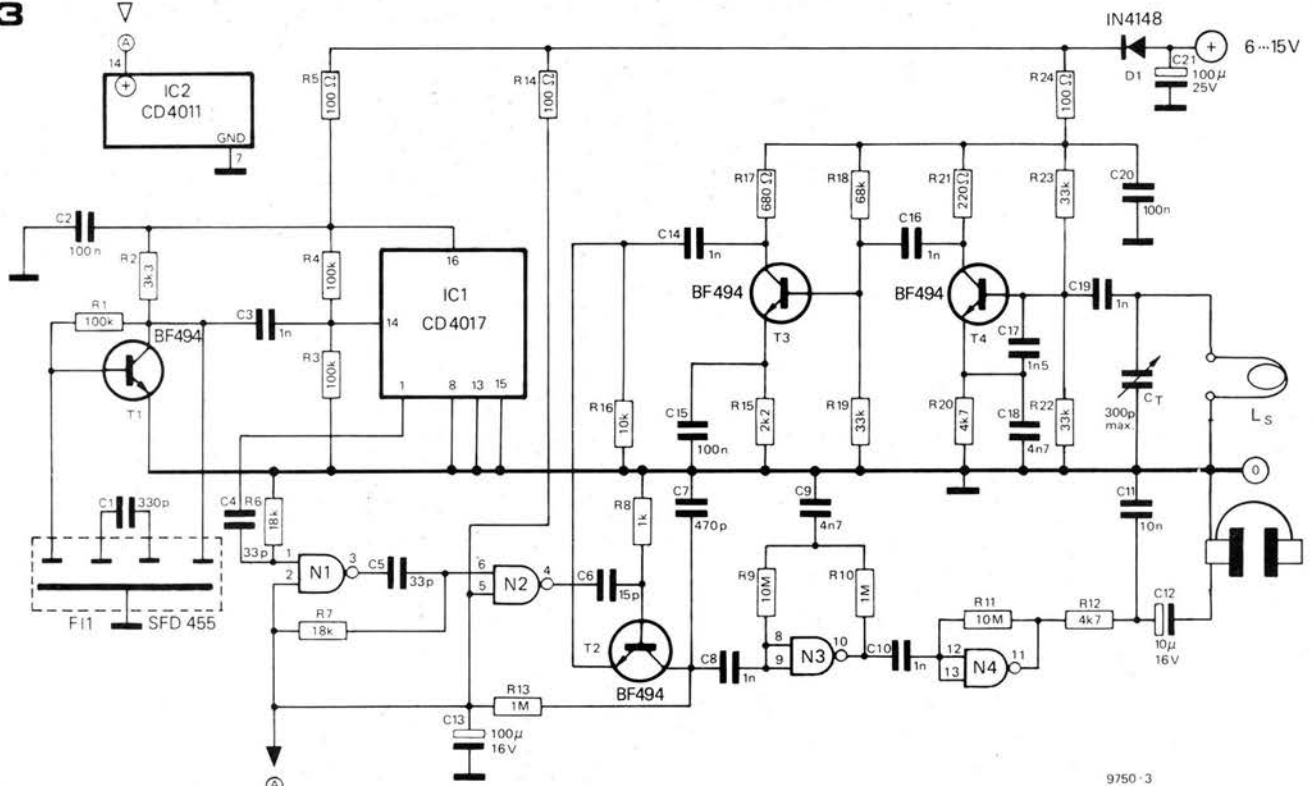 3
A
14
+
IC2
CD4011
GND
7
R5
100 Ω
R14
100 Ω
IN4148
D1
+
6...15V
C21
100µ
25V
R24
100 Ω
R17
680 Ω
R18
68k
R21
220Ω
R23
33k
C20
100n
C2
100n
R2
3k3
R4
100k
16
IC1
CD4017
14
1
8
13
15
R1
100k
BF494
T1
C3
1n
R3
100k
C14
1n
BF494
T3
C16
1n
BF494
T4
C17
1n5
C19
1n
CT
300p
max.
LS
R16
10k
C15
100n
R15
2k2
R19
33k
R20
4k7
C18
4n7
R22
33k
0
C1
330p
FI1
SFD 455
C4
33p
R6
18k
1
2
N1
3
C5
33p
R7
18k
6
5
N2
4
C6
15p
R8
1k
C7
470p
T2
BF494
C9
4n7
R9
10M
R10
1M
C8
1n
8
9
N3
10
C10
1n
R11
10M
12
13
N4
11
R12
4k7
C11
10n
C12
10µ
16V
R13
1M
C13
100µ
16V
A
9750-3